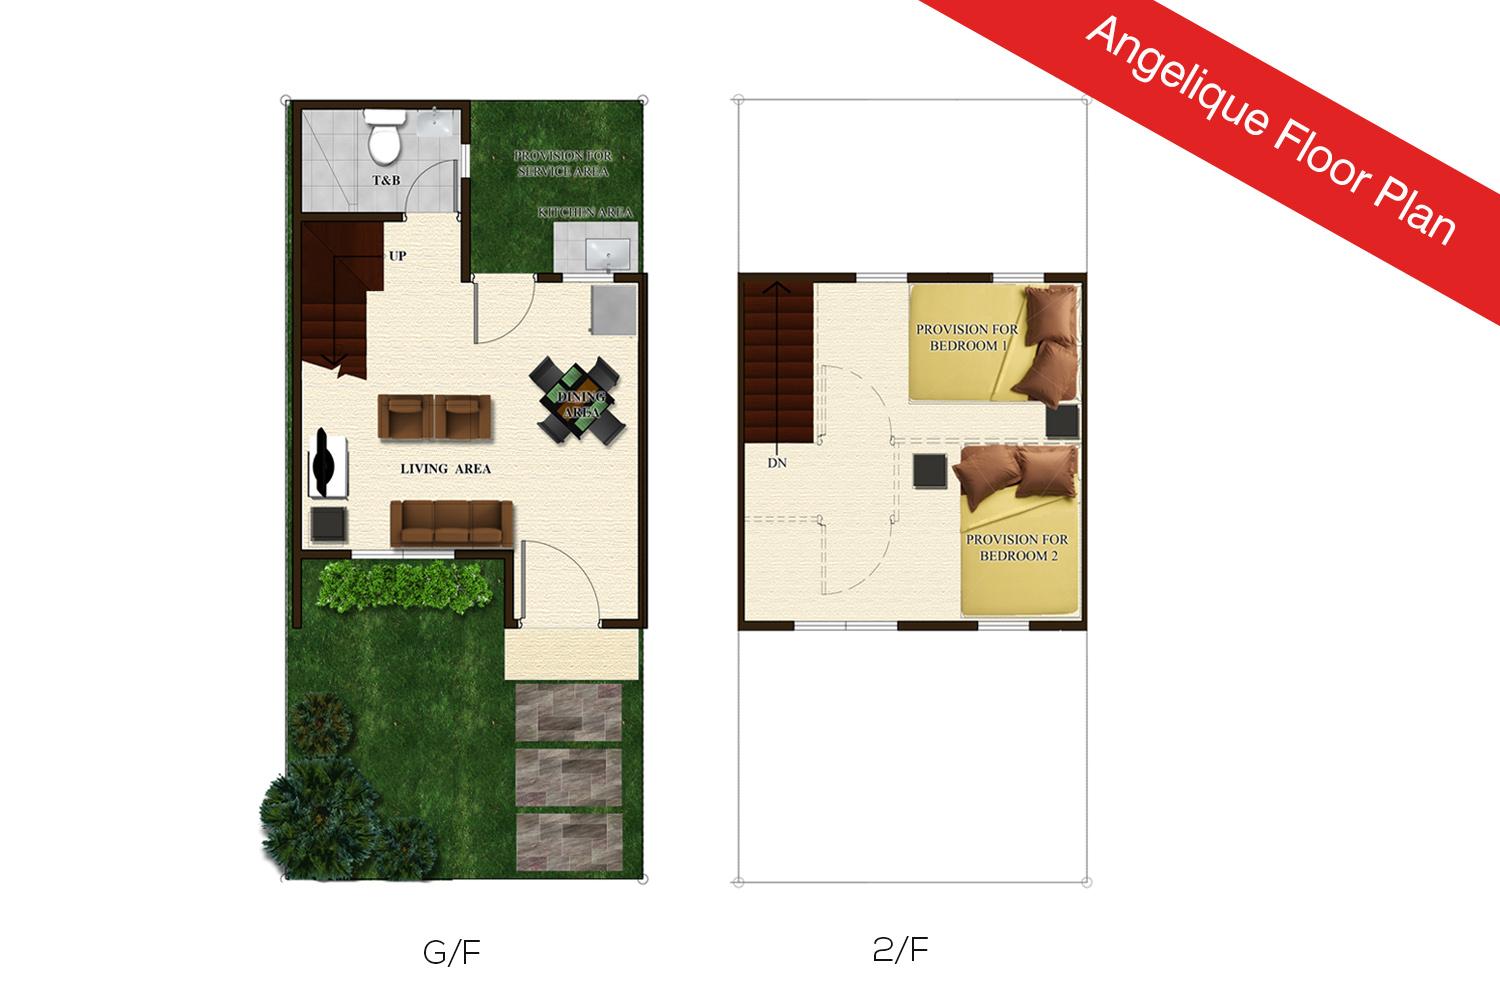 Angelique Floor Plan
PROVISION FOR
SERVICE AREA
T&B
KITCHEN AREA
UP
DINING
AREA
LIVING AREA
PROVISION FOR
BEDROOM 1
DN
PROVISION FOR
BEDROOM 2
G/F
2/F